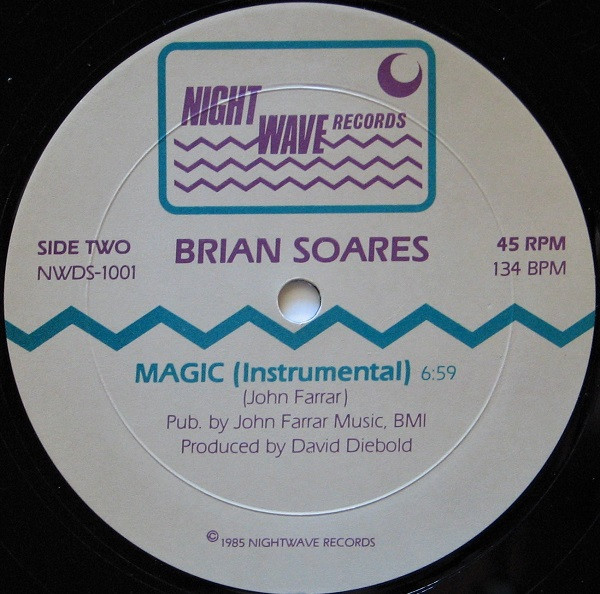 NIGHT
WAVE RECORDS
SIDE TWO
NWDS-1001
BRIAN SOARES
45 RPM
134 BPM
MAGIC (Instrumental) 6:59
(John Farrar)
Pub. by John Farrar Music, BMI
Produced by David Diebold
© 1985 NIGHTWAVE RECORDS